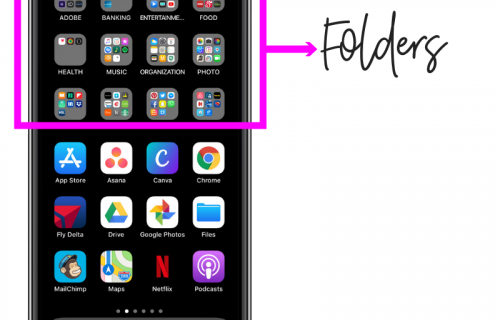 ADOBE BANKING ENTERTAINME... FOOD
Folders
HEALTH MUSIC ORGANIZATION PHOTO
App Store Asana Canva Chrome
Fly Delta Drive Google Photos Files
MailChimp Maps Netflix Podcasts